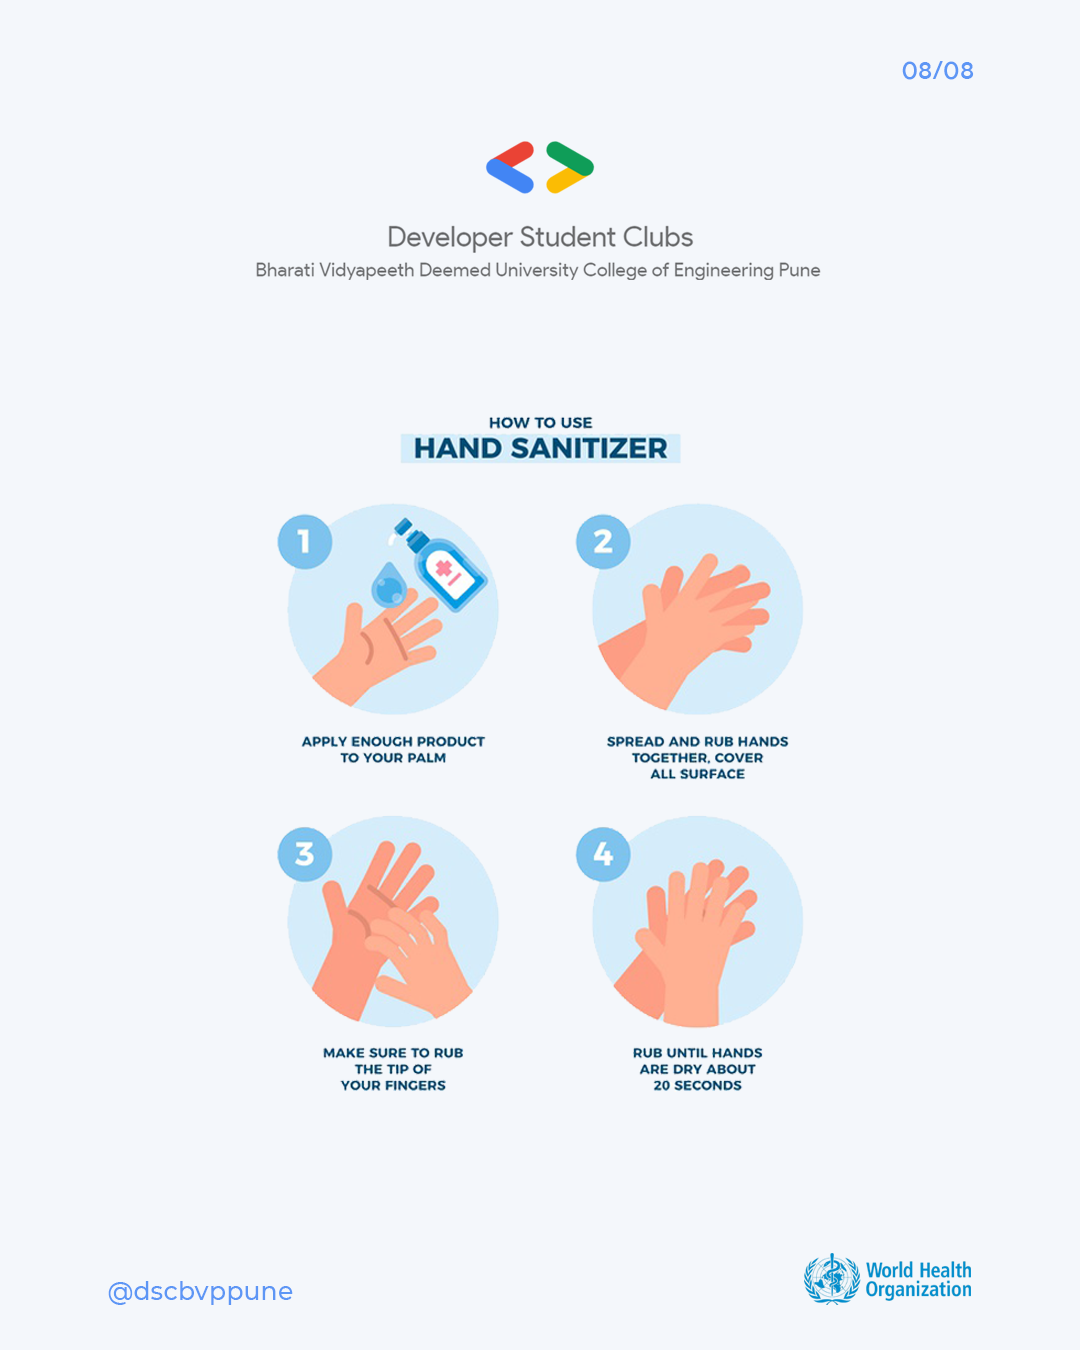 08/08
Developer Student Clubs
Bharati Vidyapeeth Deemed University College of Engineering Pune
HOW TO USE
HAND SANITIZER
1
APPLY ENOUGH PRODUCT
TO YOUR PALM
2
SPREAD AND RUB HANDS
TOGETHER, COVER
ALL SURFACE
3
MAKE SURE TO RUB
THE TIP OF
YOUR FINGERS
4
RUB UNTIL HANDS
ARE DRY ABOUT
20 SECONDS
@dscbvppune
World Health
Organization